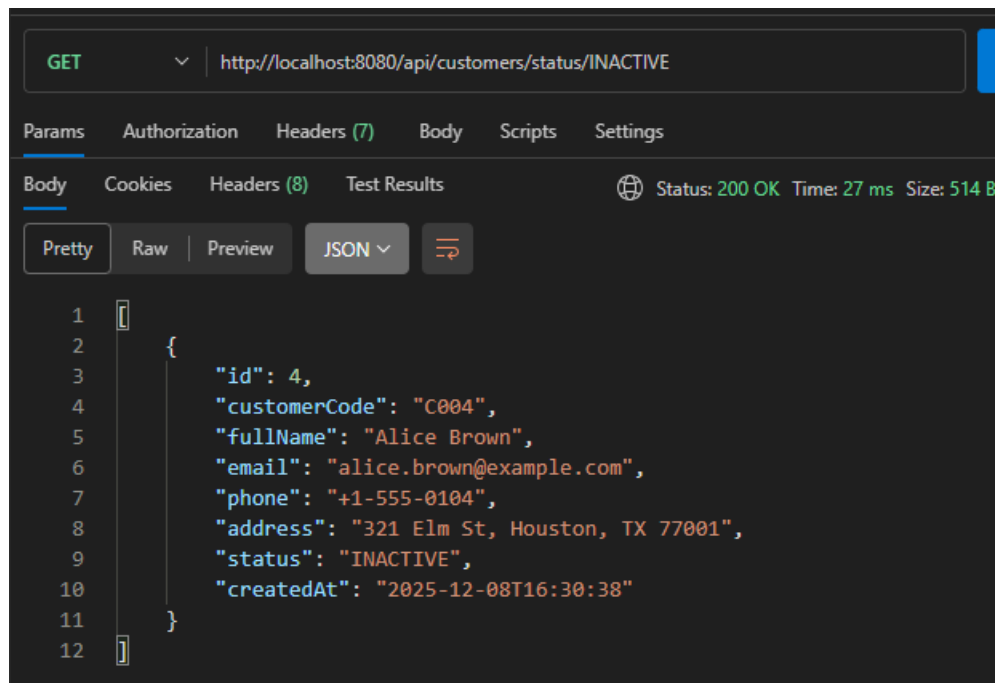 GET http://localhost:8080/api/customers/status/INACTIVE
Params Authorization Headers (7) Body Scripts Settings
Body Cookies Headers (8) Test Results Status: 200 OK Time: 27 ms Size: 514 B
Pretty Raw Preview JSON
1 [
2 {
3 "id": 4,
4 "customerCode": "C004",
5 "fullName": "Alice Brown",
6 "email": "alice.brown@example.com",
7 "phone": "+1-555-0104",
8 "address": "321 Elm St, Houston, TX 77001",
9 "status": "INACTIVE",
10 "createdAt": "2025-12-08T16:30:38"
11 }
12 ]